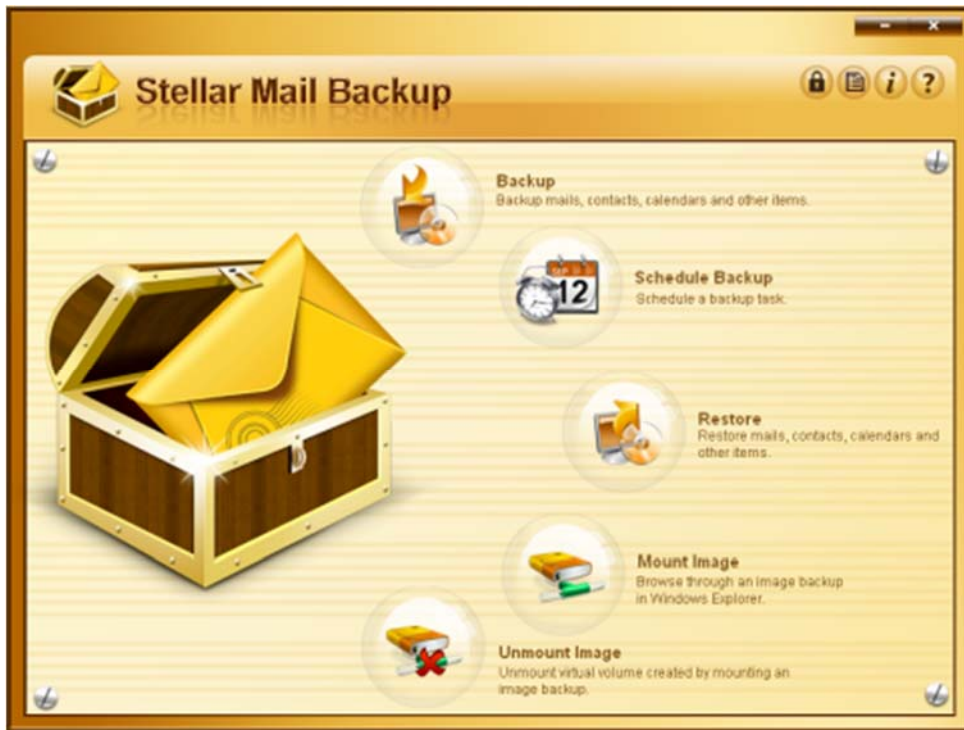 Stellar Mail Backup
Backup
Backup mails, contacts, calendars and other items.
Schedule Backup
Schedule a backup task.
12
Restore
Restore mails, contacts, calendars and
other items.
Mount Image
Browse through an image backup
in Windows Explorer.
Unmount Image
Unmount virtual volume created by mounting an
image backup.